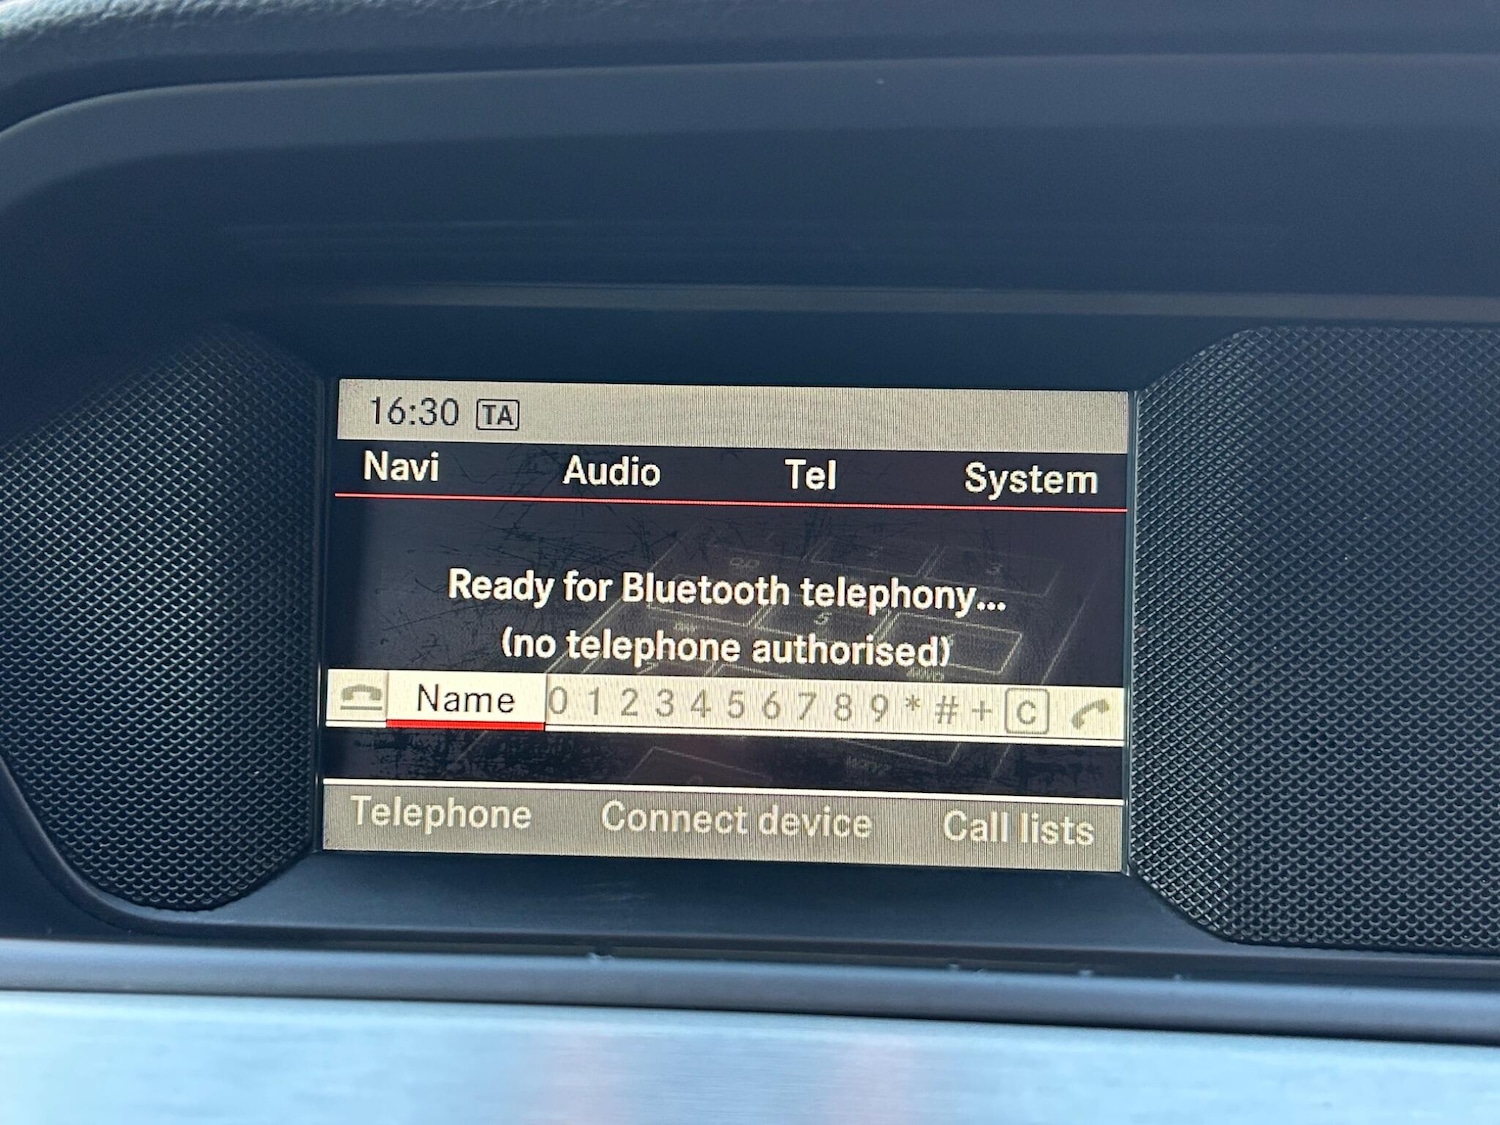 16:30 TA
Navi Audio Tel System
Ready for Bluetooth telephony...
(no telephone authorised)
Name 0 1 2 3 4 5 6 7 8 9 * # + C
Telephone Connect device Call lists